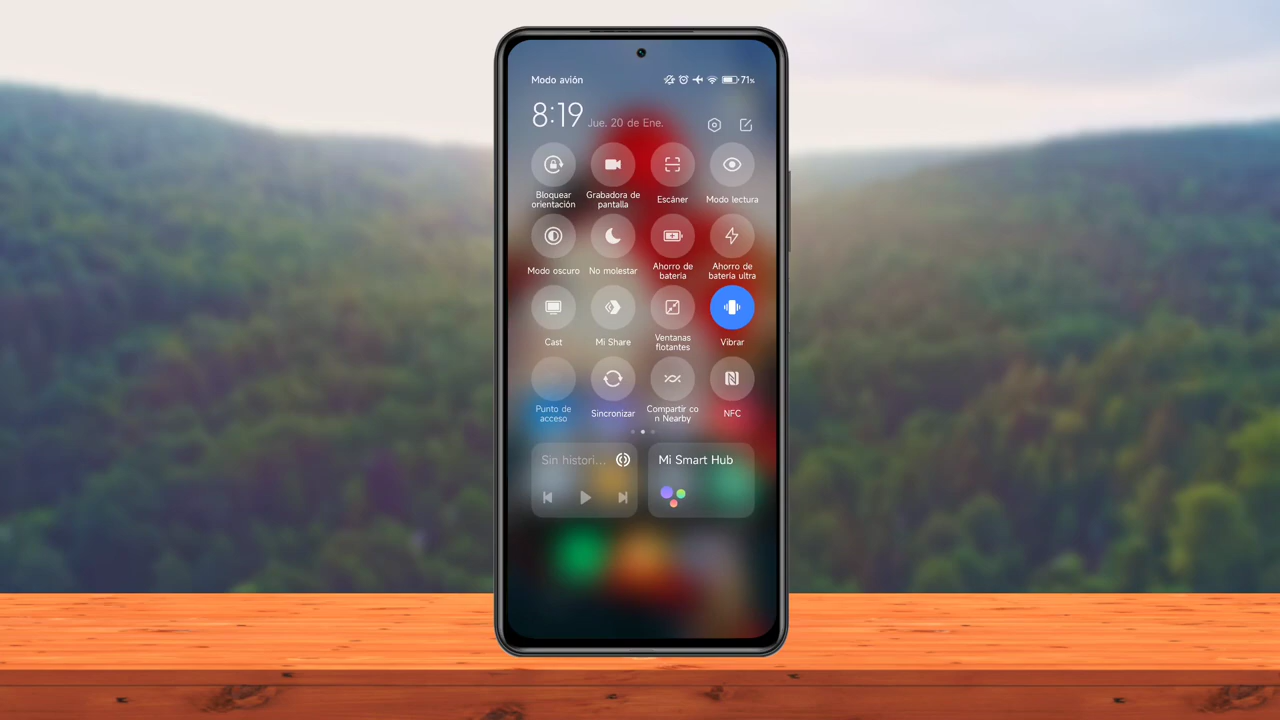 Modo avión
71%
8:19 Jue. 20 de Ene.
Bloquear
orientación
Grabadora de
pantalla
Escáner
Modo lectura
Modo oscuro
No molestar
Ahorro de
batería
Ahorro de
batería ultra
Cast
Mi Share
Ventanas
flotantes
Vibrar
Punto de
acceso
Sincronizar
Compartir co
n Nearby
NFC
Sin histori...
Mi Smart Hub